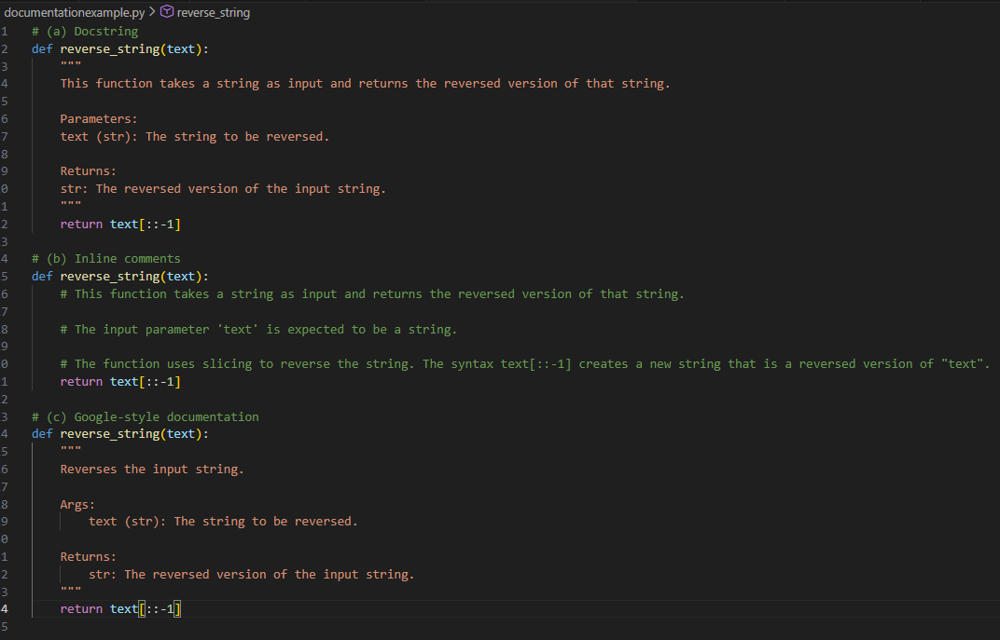 documentationexample.py > reverse_string
1 # (a) Docstring
2 def reverse_string(text):
3 """
4 This function takes a string as input and returns the reversed version of that string.
5
6 Parameters:
7 text (str): The string to be reversed.
8
9 Returns:
0 str: The reversed version of the input string.
1 """
2 return text[::-1]
3
4 # (b) Inline comments
5 def reverse_string(text):
6 # This function takes a string as input and returns the reversed version of that string.
7
8 # The input parameter 'text' is expected to be a string.
9
0 # The function uses slicing to reverse the string. The syntax text[::-1] creates a new string that is a reversed version of "text".
1 return text[::-1]
2
3 # (c) Google-style documentation
4 def reverse_string(text):
5 """
6 Reverses the input string.
7
8 Args:
9 text (str): The string to be reversed.
0
1 Returns:
2 str: The reversed version of the input string.
3 """
4 return text[::-1]
5